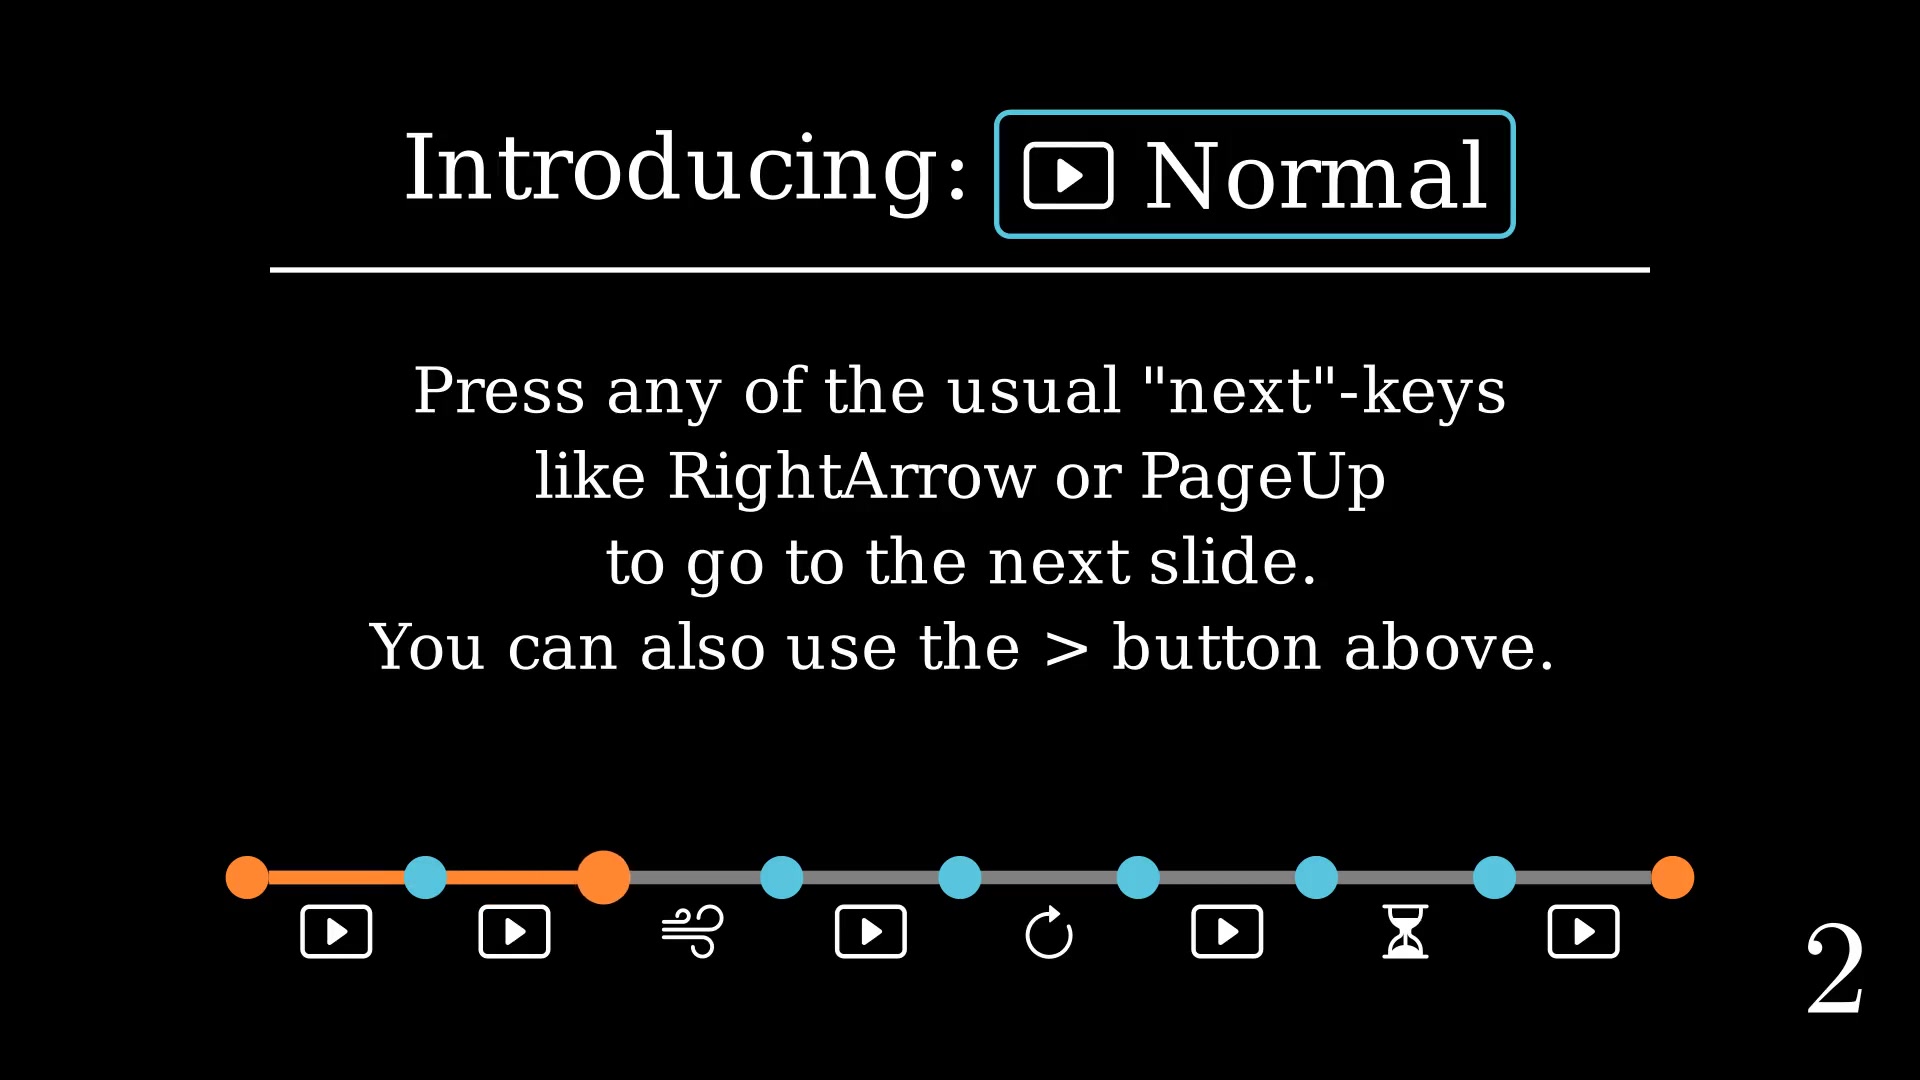 Introducing: Normal
Press any of the usual "next"-keys
like RightArrow or PageUp
to go to the next slide.
You can also use the > button above.
2